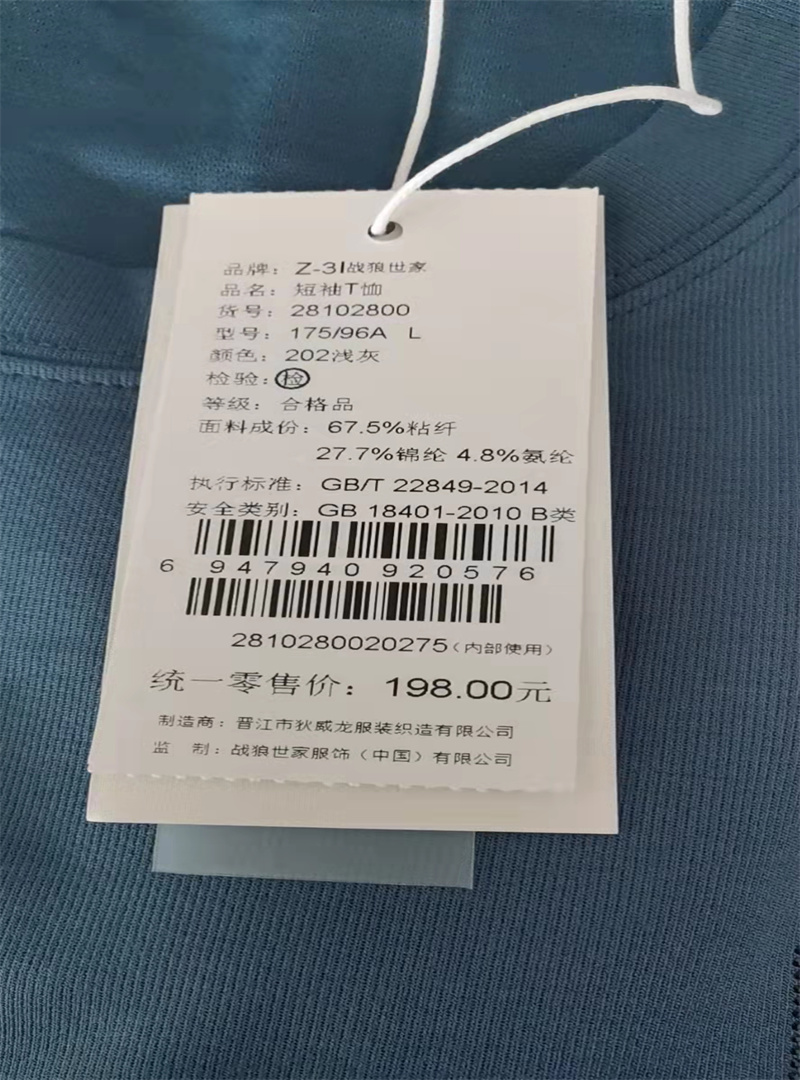 品牌：Z-3I战狼世家
品名：短袖T恤
货号：28102800
型号：175/96A L
颜色：202浅灰
检验：检
等级：合格品
面料成份：67.5%粘纤
27.7%锦纶 4.8%氨纶
执行标准：GB/T 22849-2014
安全类别：GB 18401-2010 B类
6 947940 920576
2810280020275（内部使用）
统一零售价：198.00元
制造商：晋江市狄威龙服装织造有限公司
监 制：战狼世家服饰（中国）有限公司